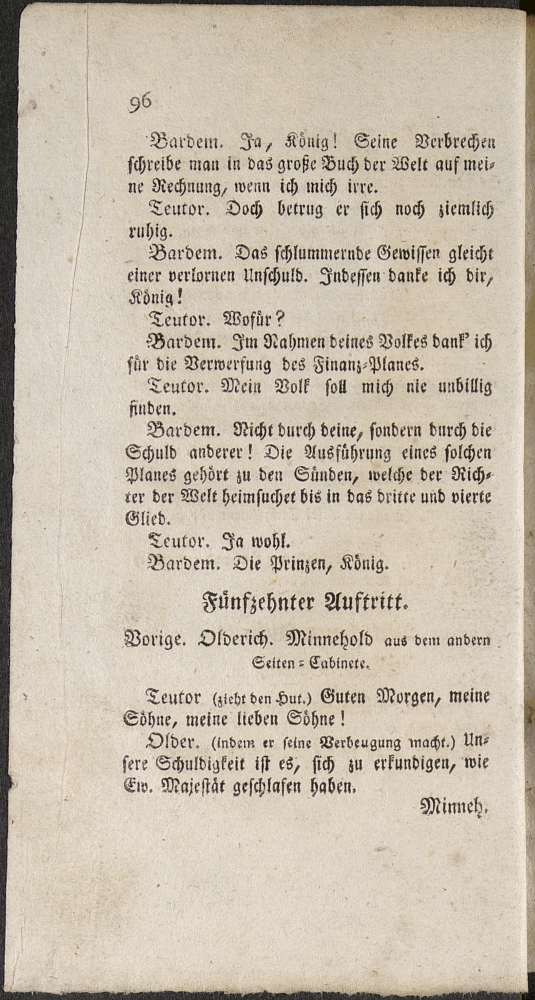 96
Bardem. Ja, König! Seine Verbrechen
schreibe man in das große Buch der Welt auf mei-
ne Rechnung, wenn ich mich irre.
Teutor. Doch betrug er sich noch ziemlich
ruhig.
Bardem. Das schlummernde Gewissen gleicht
einer verlornen Unschuld. Indessen danke ich dir,
König!
Teutor. Wofür?
Bardem. Im Nahmen deines Volkes dank' ich
für die Verwerfung des Finanz-Planes.
Teutor. Mein Volk soll mich nie unbillig
finden.
Bardem. Nicht durch deine, sondern durch die
Schuld anderer! Die Ausführung eines solchen
Planes gehört zu den Sünden, welche der Rich-
ter der Welt heimsuchet bis in das dritte und vierte
Glied.
Teutor. Ja wohl.
Bardem. Die Prinzen, König.
Fünfzehnter Auftritt.
Vorige. Olderich. Minnehold aus dem andern
Seiten-Cabinete.
Teutor (zieht den Hut.) Guten Morgen, meine
Söhne, meine lieben Söhne!
Older. (indem er seine Verbeugung macht.) Un-
sere Schuldigkeit ist es, sich zu erkundigen, wie
Ew. Majestät geschlafen haben.
Minneh.